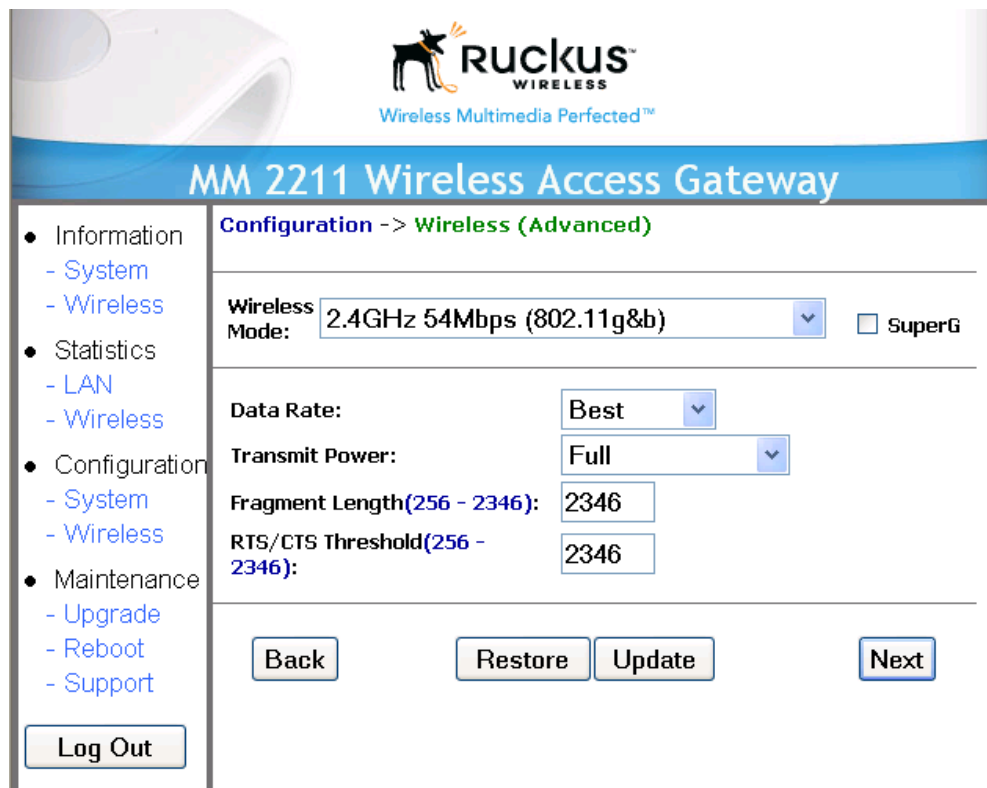 RUCKUS™
WIRELESS
Wireless Multimedia Perfected™
MM 2211 Wireless Access Gateway
• Information
- System
- Wireless
• Statistics
- LAN
- Wireless
• Configuration
- System
- Wireless
• Maintenance
- Upgrade
- Reboot
- Support
Log Out
Configuration -> Wireless (Advanced)
Wireless
Mode:
2.4GHz 54Mbps (802.11g&b)
SuperG
Data Rate:
Best
Transmit Power:
Full
Fragment Length(256 - 2346):
2346
RTS/CTS Threshold(256 -
2346):
2346
Back
Restore
Update
Next